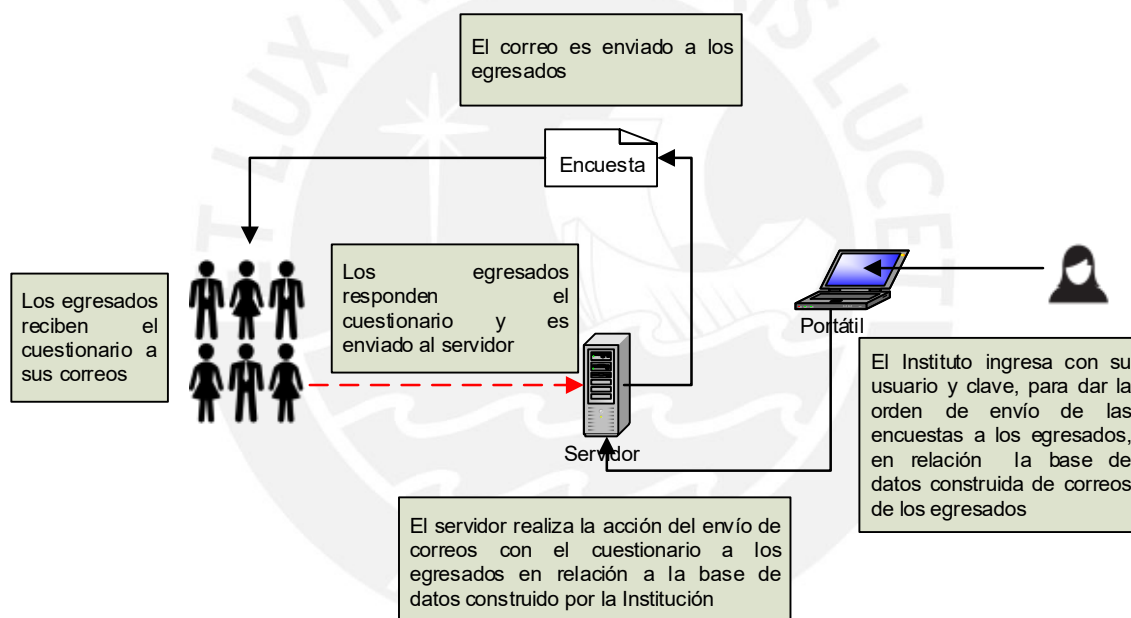 ET LUX IN
LUCET
El correo es enviado a los
egresados
Encuesta
Los egresados
reciben el
cuestionario a
sus correos
Los egresados
responden el
cuestionario y es
enviado al servidor
Servidor
Portátil
El Instituto ingresa con su
usuario y clave, para dar la
orden de envío de las
encuestas a los egresados,
en relación la base de
datos construida de correos
de los egresados
El servidor realiza la acción del envío de
correos con el cuestionario a los
egresados en relación a la base de
datos construido por la Institución